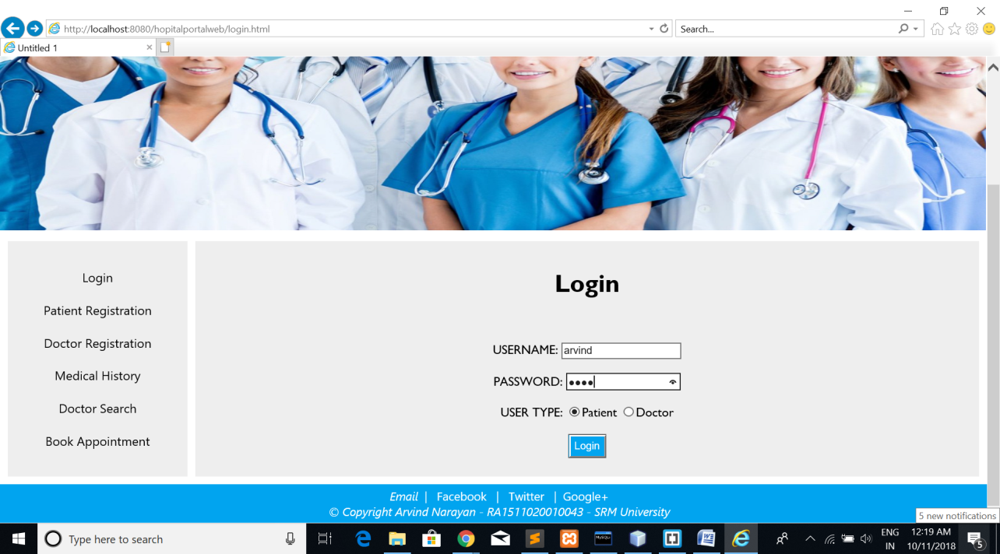 http://localhost:8080/hopitalportalweb/login.html
Search...
Untitled 1
Login
Patient Registration
Doctor Registration
Medical History
Doctor Search
Book Appointment
Login
USERNAME: arvind
PASSWORD: ••••
USER TYPE: Patient Doctor
Login
Email | Facebook | Twitter | Google+
© Copyright Arvind Narayan - RA1511020010043 - SRM University
5 new notifications
Type here to search
MySQL
ENG 12:19 AM
IN 10/11/2018
5